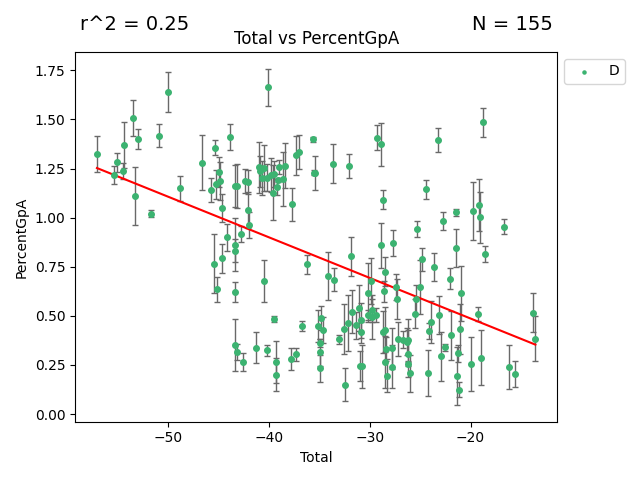 r^2 = 0.25 N = 155
Total vs PercentGpA
D
1.75
1.50
1.25
1.00
0.75
0.50
0.25
0.00
PercentGpA
−50 −40 −30 −20
Total